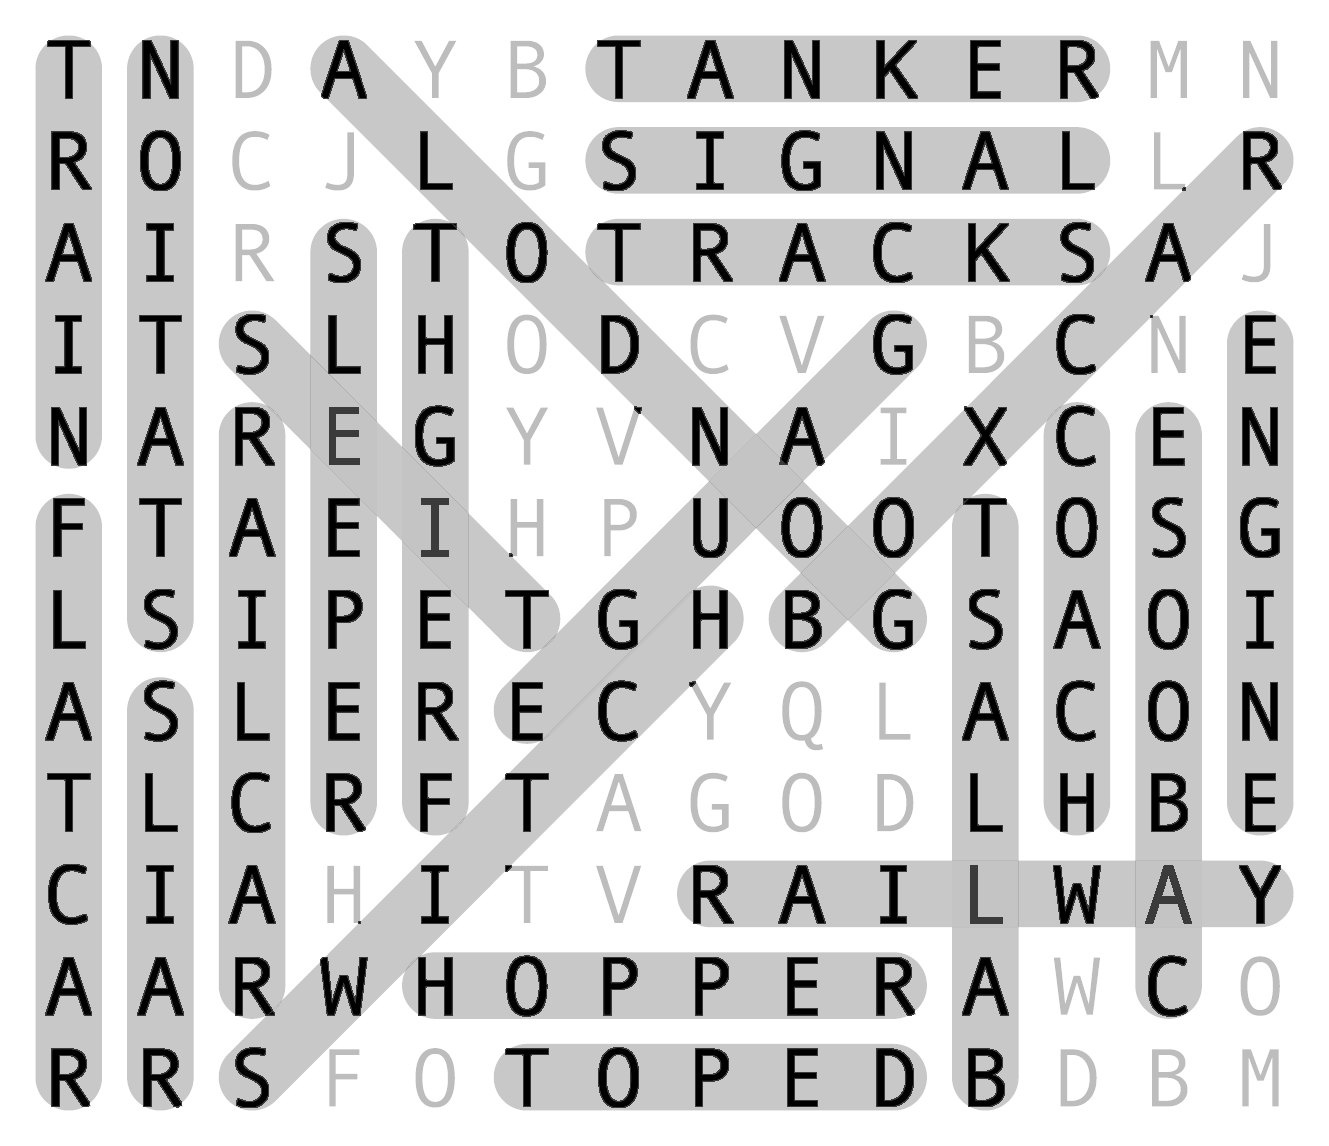 T N D A Y B T A N K E R M N
R O C J L G S I G N A L L R
A I R S T O T R A C K S A J
I T S L H O D C V G B C N E
N A R E G Y V N A I X C E N
F T A E I H P U O O T O S G
L S I P E T G H B G S A O I
A S L E R E C Y Q L A C O N
T L C R F T A G O D L H B E
C I A H I T V R A I L W A Y
A A R W H O P P E R A W C O
R R S F O T O P E D B D B M